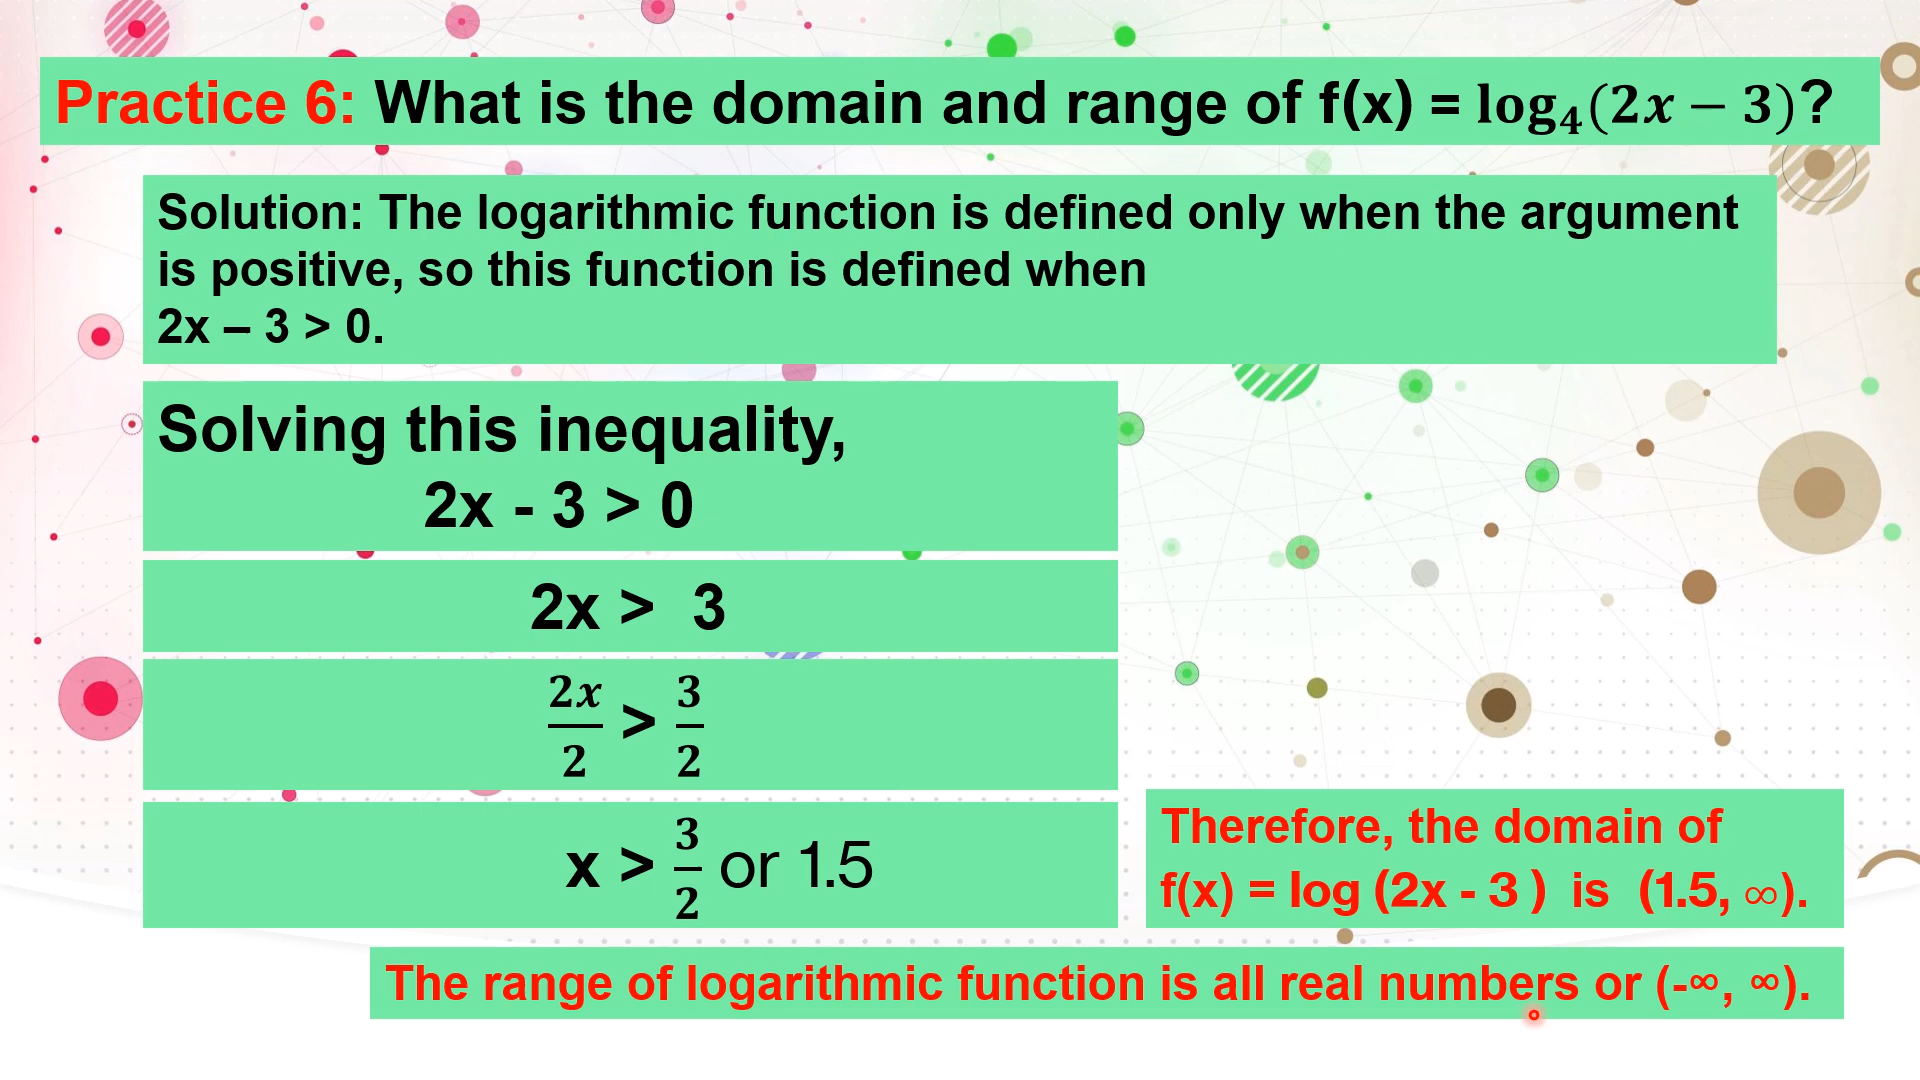 Practice 6: What is the domain and range of f(x) = log₄(2x − 3)?
Solution: The logarithmic function is defined only when the argument
is positive, so this function is defined when
2x – 3 > 0.
Solving this inequality,
2x - 3 > 0
2x > 3
2x/2 > 3/2
x > 3/2 or 1.5
Therefore, the domain of
f(x) = log (2x - 3 ) is (1.5, ∞).
The range of logarithmic function is all real numbers or (-∞, ∞).